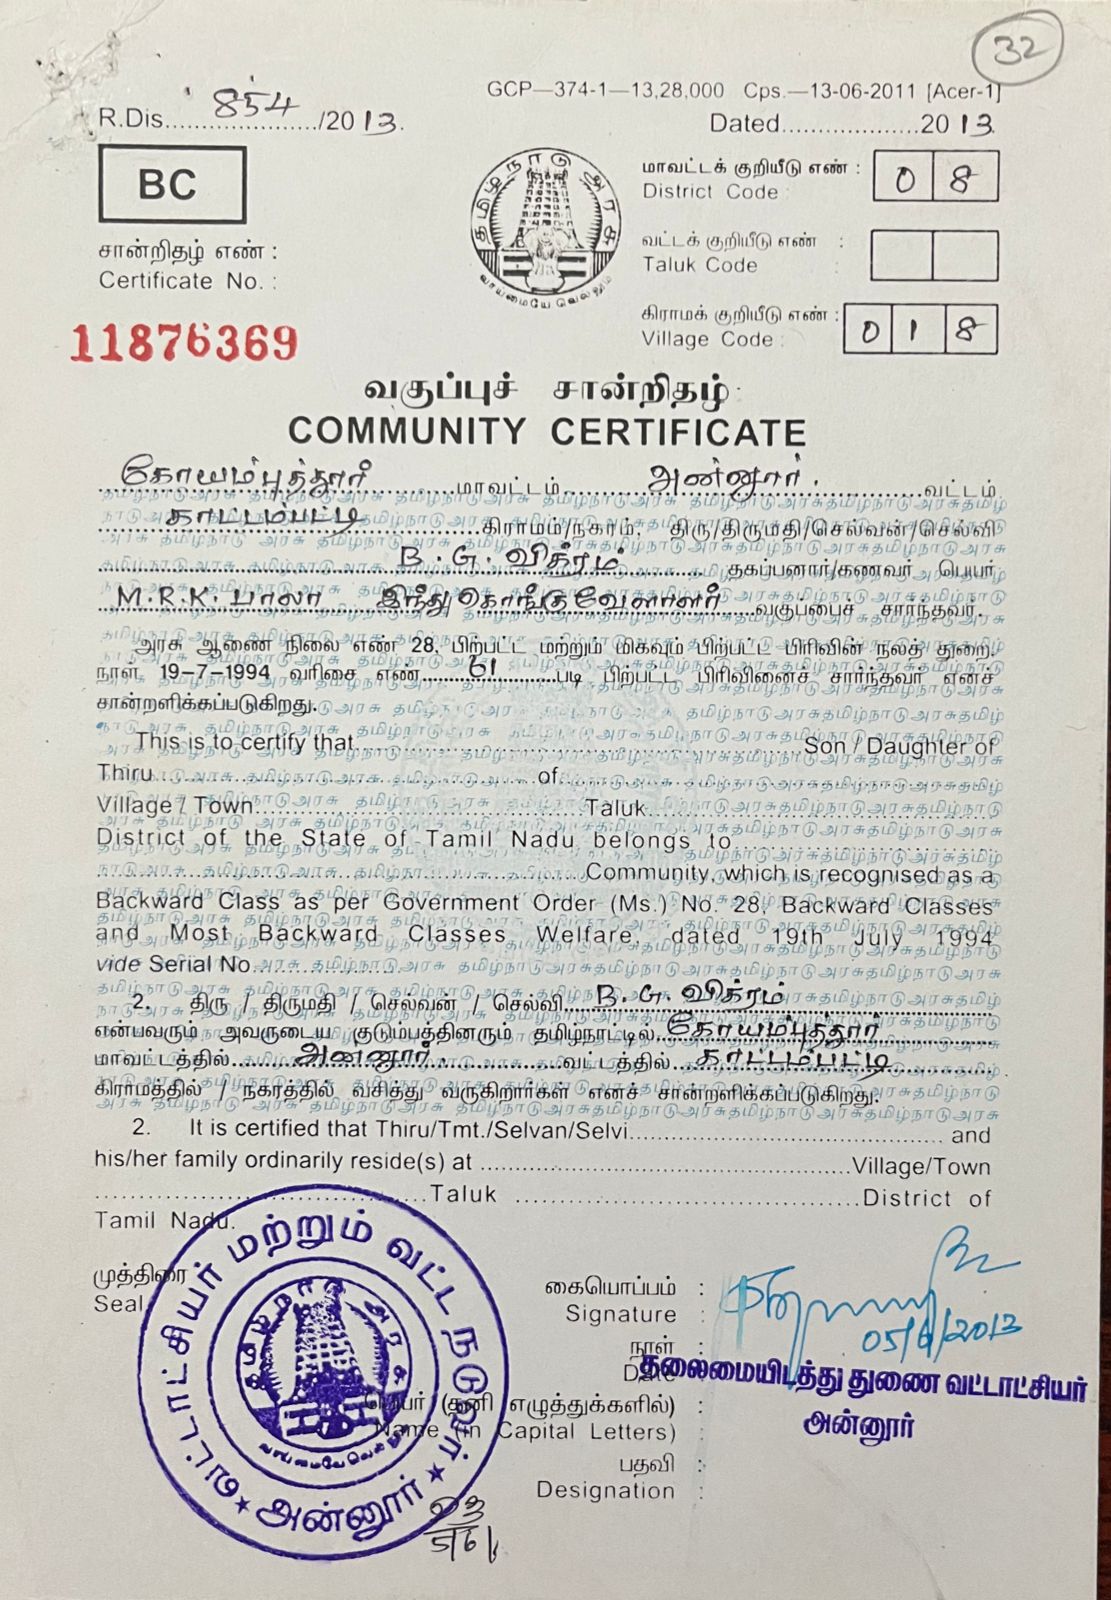 32
GCP—374-1—13,28,000 Cps.—13-06-2011 [Acer-1]
R.Dis....854..../2013.
Dated....................2013
BC
தமிழ்நாடு அரசு
வாய்மையே வெல்லும்
மாவட்டக் குறியீடு எண் : 0 8
District Code :
சான்றிதழ் எண் :
Certificate No. :
வட்டக் குறியீடு எண் :
Taluk Code :
11876369
கிராமக் குறியீடு எண் : 0 1 8
Village Code :
வகுப்புச் சான்றிதழ்
COMMUNITY CERTIFICATE
கோயம்புத்தூர் மாவட்டம் அன்னூர். வட்டம்
காட்டம்பட்டி கிராமம்/நகரம், திரு/திருமதி/செல்வன்/செல்வி
B.G. விக்ரம் தகப்பனார்/கணவர் பெயர்
M.R.K. பாலா இந்து கொங்கு வேளாளர் வகுப்பைச் சார்ந்தவர்.
அரசு ஆணை நிலை எண் 28, பிற்பட்ட மற்றும் மிகவும் பிற்பட்ட பிரிவின் நலத் துறை,
நாள் 19-7-1994 வரிசை எண் 61 படி பிற்பட்ட பிரிவினைச் சார்ந்தவர் எனச்
சான்றளிக்கப்படுகிறது.
This is to certify that........................Son / Daughter of
Thiru........................of........................
Village / Town........................Taluk........................
District of the State of Tamil Nadu belongs to........................
........................Community, which is recognised as a
Backward Class as per Government Order (Ms.) No. 28, Backward Classes
and Most Backward Classes Welfare, dated 19th July 1994
vide Serial No........................
2. திரு / திருமதி / செல்வன் / செல்வி B.G. விக்ரம்
என்பவரும் அவருடைய குடும்பத்தினரும் தமிழ்நாட்டில் கோயம்புத்தூர்
மாவட்டத்தில் அன்னூர். வட்டத்தில் காட்டம்பட்டி
கிராமத்தில் / நகரத்தில் வசித்து வருகிறார்கள் எனச் சான்றளிக்கப்படுகிறது.
2. It is certified that Thiru/Tmt./Selvan/Selvi........................ and
his/her family ordinarily reside(s) at ........................Village/Town
........................Taluk ........................District of
Tamil Nadu.
முத்திரை
Seal
வட்டாட்சியர் மற்றும் வட்ட நடுவர் ★ அன்னூர் ★
தமிழ்நாடு அரசு
வாய்மையே வெல்லும்
கையொப்பம் :
Signature :
நாள் :
Date
தலைமையிடத்து துணை வட்டாட்சியர்
அன்னூர்
பெயர் (தனி எழுத்துக்களில்) :
Name (in Capital Letters) :
பதவி :
Designation :